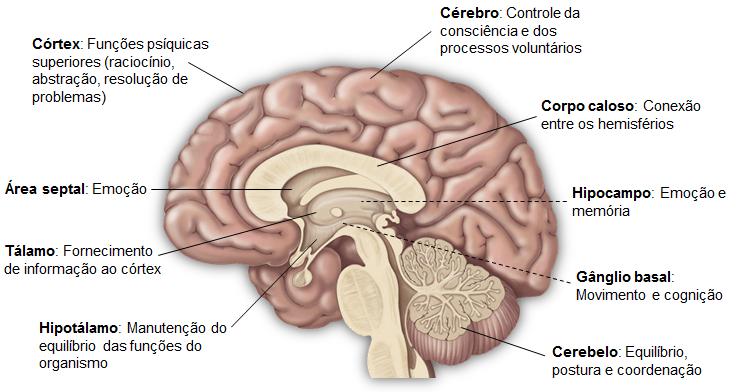 Cérebro: Controle da
consciência e dos
processos voluntários
Córtex: Funções psíquicas
superiores (raciocínio,
abstração, resolução de
problemas)
Corpo caloso: Conexão
entre os hemisférios
Área septal: Emoção
Hipocampo: Emoção e
memória
Tálamo: Fornecimento
de informação ao córtex
Gânglio basal:
Movimento e cognição
Hipotálamo: Manutenção do
equilíbrio das funções do
organismo
Cerebelo: Equilíbrio,
postura e coordenação